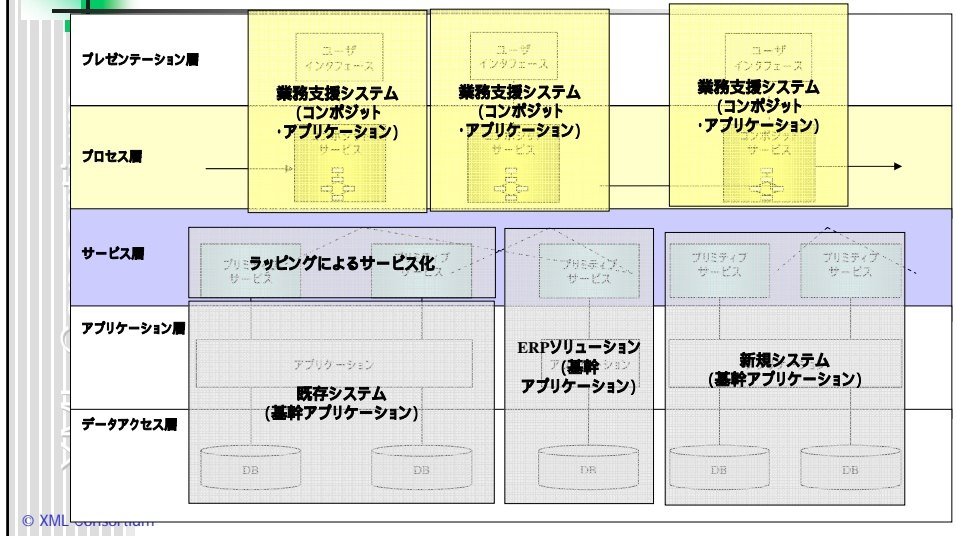 プレゼンテーション層
ユーザ
インタフェース
業務支援システム
(コンポジット
・アプリケーション)
サービス
ユーザ
インタフェース
業務支援システム
(コンポジット
・アプリケーション)
サービス
ユーザ
インタフェース
業務支援システム
(コンポジット
・アプリケーション)
コンポジット
サービス
プロセス層
サービス層
ラッピングによるサービス化
サービス
プリミティブ
サービス
プリミティブ
サービス
プリミティブ
サービス
アプリケーション層
アプリケーション
既存システム
(基幹アプリケーション)
ERPソリューション
(基幹
アプリケーション)
新規システム
(基幹アプリケーション)
データアクセス層
DB
DB
DB
DB
DB
© XML Consortium